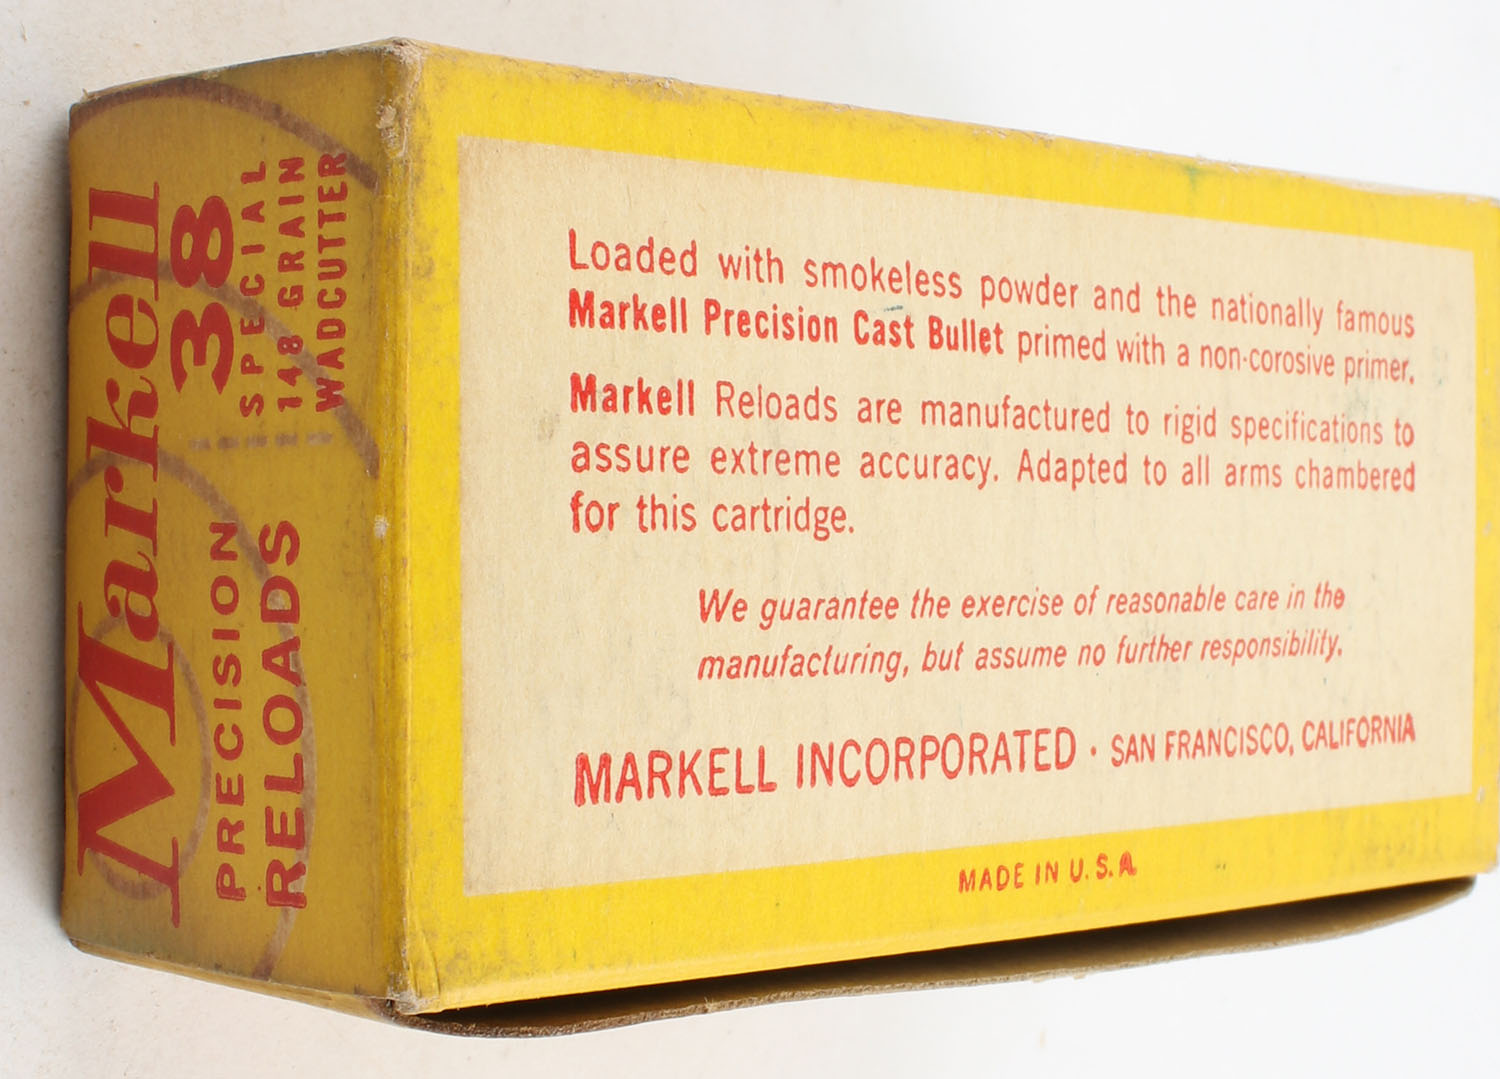 Markell
38
SPECIAL
148 GRAIN
WADCUTTER
PRECISION
RELOADS
Loaded with smokeless powder and the nationally famous
Markell Precision Cast Bullet primed with a non-corosive primer.
Markell Reloads are manufactured to rigid specifications to
assure extreme accuracy. Adapted to all arms chambered
for this cartridge.
We guarantee the exercise of reasonable care in the
manufacturing, but assume no further responsibility.
MARKELL INCORPORATED · SAN FRANCISCO, CALIFORNIA
MADE IN U.S.A.